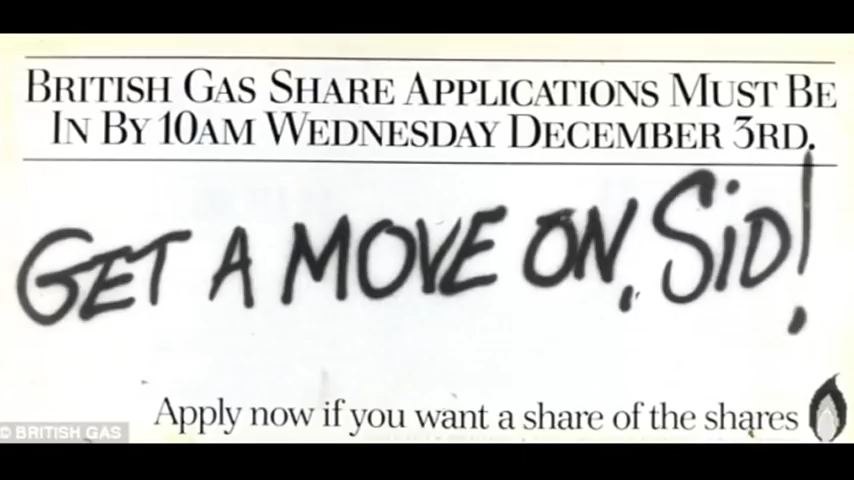 BRITISH GAS SHARE APPLICATIONS MUST BE
IN BY 10AM WEDNESDAY DECEMBER 3RD.
GET A MOVE ON, SiD!
Apply now if you want a share of the shares
© BRITISH GAS